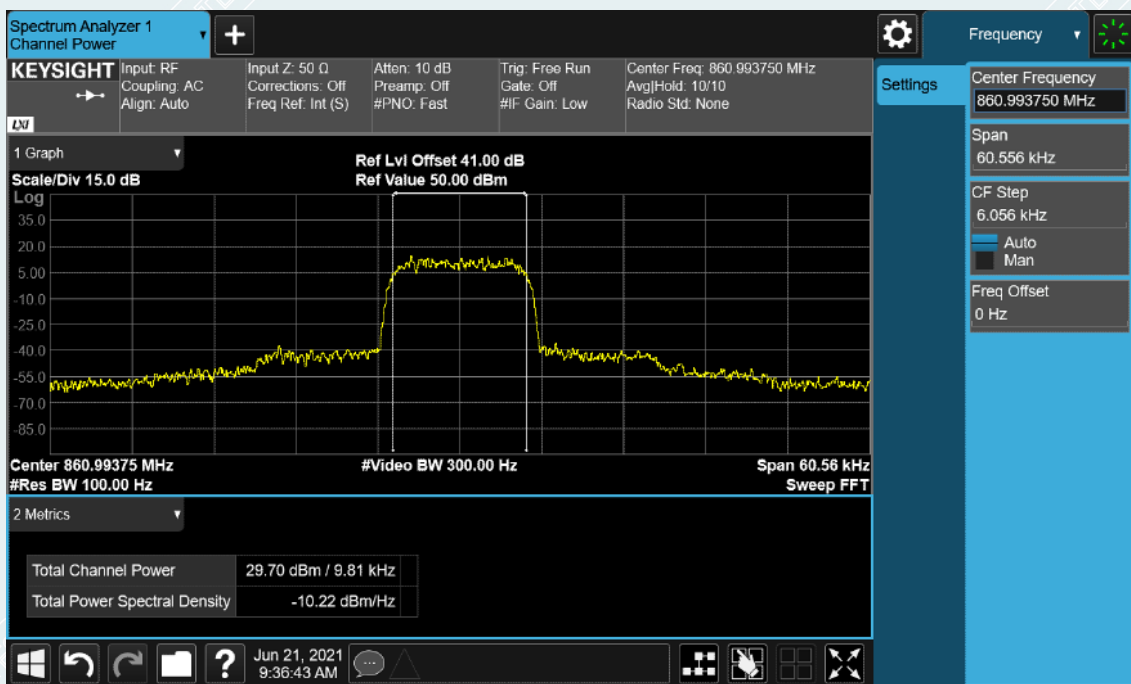 Spectrum Analyzer 1
Channel Power
+
Frequency
KEYSIGHT
LXI
Input: RF
Coupling: AC
Align: Auto
Input Z: 50 Ω
Corrections: Off
Freq Ref: Int (S)
Atten: 10 dB
Preamp: Off
#PNO: Fast
Trig: Free Run
Gate: Off
#IF Gain: Low
Center Freq: 860.993750 MHz
Avg|Hold: 10/10
Radio Std: None
Settings
Center Frequency
860.993750 MHz
Span
60.556 kHz
CF Step
6.056 kHz
Auto
Man
Freq Offset
0 Hz
1 Graph
Scale/Div 15.0 dB
Ref Lvl Offset 41.00 dB
Ref Value 50.00 dBm
Log
35.0
20.0
5.00
-10.0
-25.0
-40.0
-55.0
-70.0
-85.0
Center 860.99375 MHz
#Res BW 100.00 Hz
#Video BW 300.00 Hz
Span 60.56 kHz
Sweep FFT
2 Metrics
Total Channel Power 29.70 dBm / 9.81 kHz
Total Power Spectral Density -10.22 dBm/Hz
?
Jun 21, 2021
9:36:43 AM